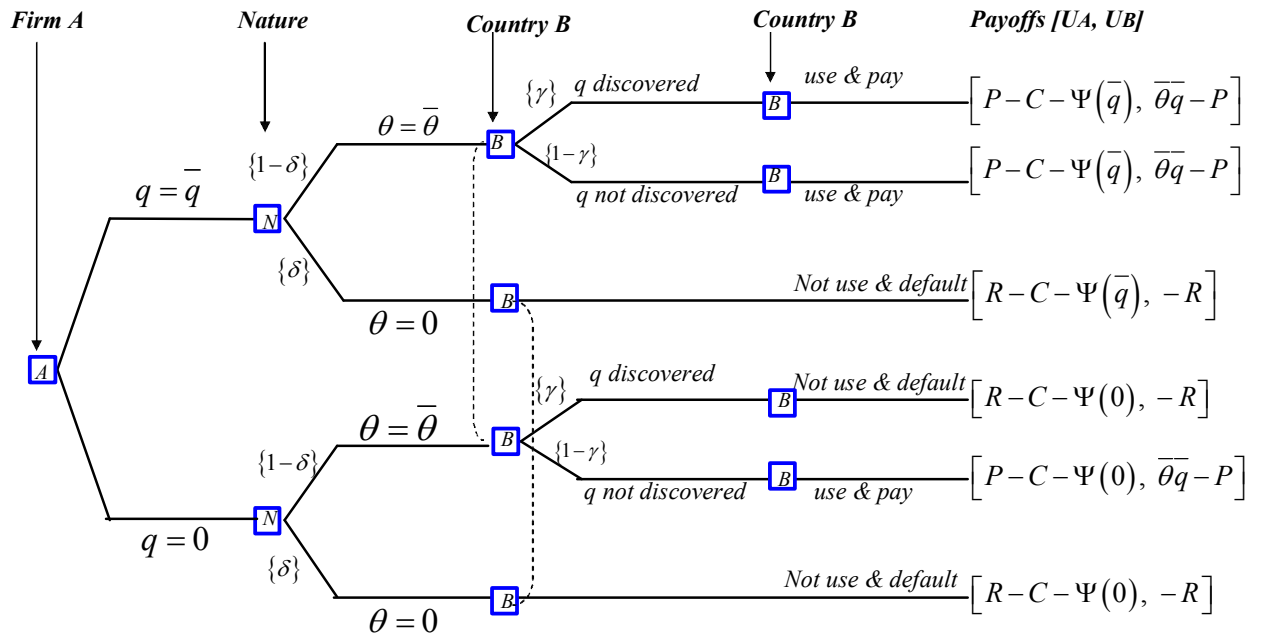 Firm A Nature Country B Country B Payoffs [UA, UB]
{γ} q discovered B use & pay [P−C−Ψ(q̅), θ̅q̅−P]
θ = θ̅ B
{1−δ} {1−γ} B [P−C−Ψ(q̅), θ̅q̅−P]
q = q̅ q not discovered use & pay
N
{δ} Not use & default [R−C−Ψ(q̅), −R]
B
θ = 0
A q discovered Not use & default
{γ} B [R−C−Ψ(0), −R]
θ = θ̅ B
{1−δ} {1−γ} B [P−C−Ψ(0), θ̅q̅−P]
q not discovered use & pay
N
q = 0
{δ} Not use & default [R−C−Ψ(0), −R]
B
θ = 0